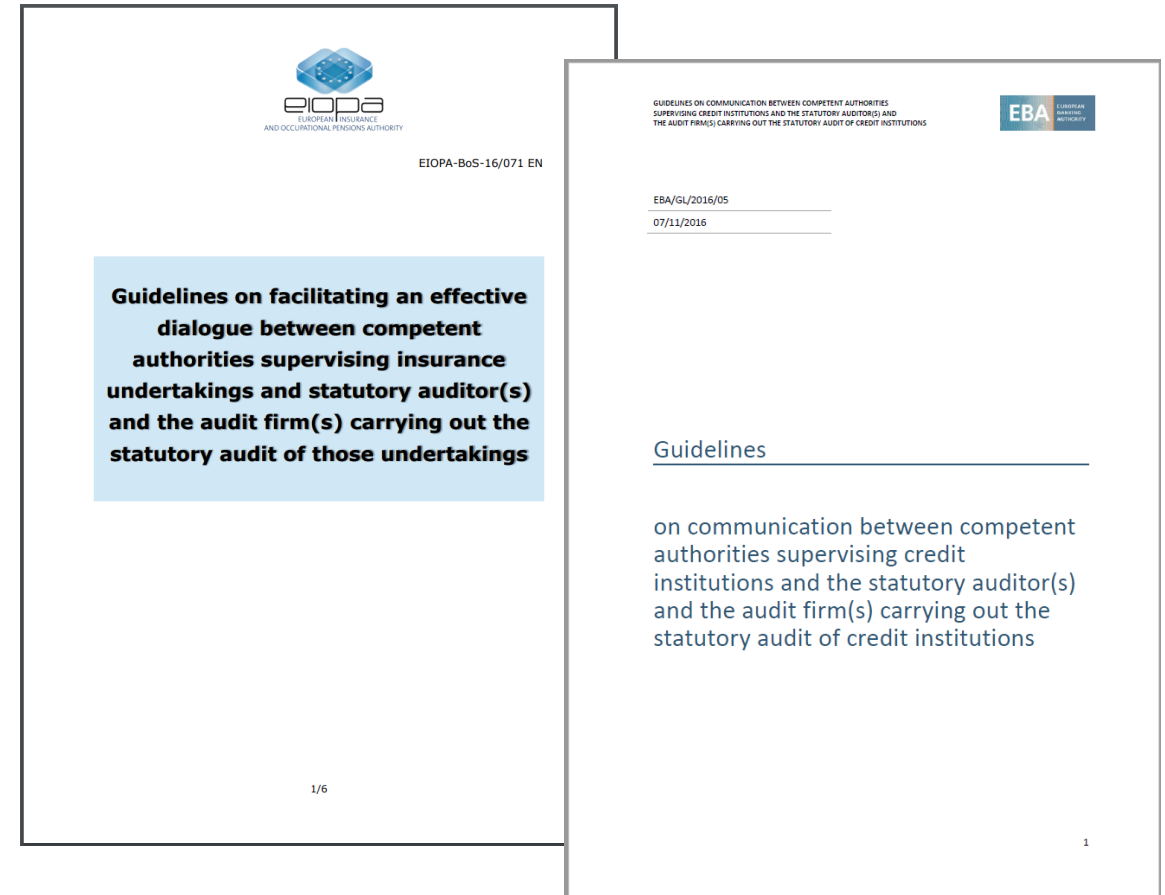 eiopa
EUROPEAN INSURANCE
AND OCCUPATIONAL PENSIONS AUTHORITY
EIOPA-BoS-16/071 EN
Guidelines on facilitating an effective
dialogue between competent
authorities supervising insurance
undertakings and statutory auditor(s)
and the audit firm(s) carrying out the
statutory audit of those undertakings
1/6
GUIDELINES ON COMMUNICATION BETWEEN COMPETENT AUTHORITIES
SUPERVISING CREDIT INSTITUTIONS AND THE STATUTORY AUDITOR(S) AND
THE AUDIT FIRM(S) CARRYING OUT THE STATUTORY AUDIT OF CREDIT INSTITUTIONS
EBA
EUROPEAN
BANKING
AUTHORITY
EBA/GL/2016/05
07/11/2016
Guidelines
on communication between competent
authorities supervising credit
institutions and the statutory auditor(s)
and the audit firm(s) carrying out the
statutory audit of credit institutions
1